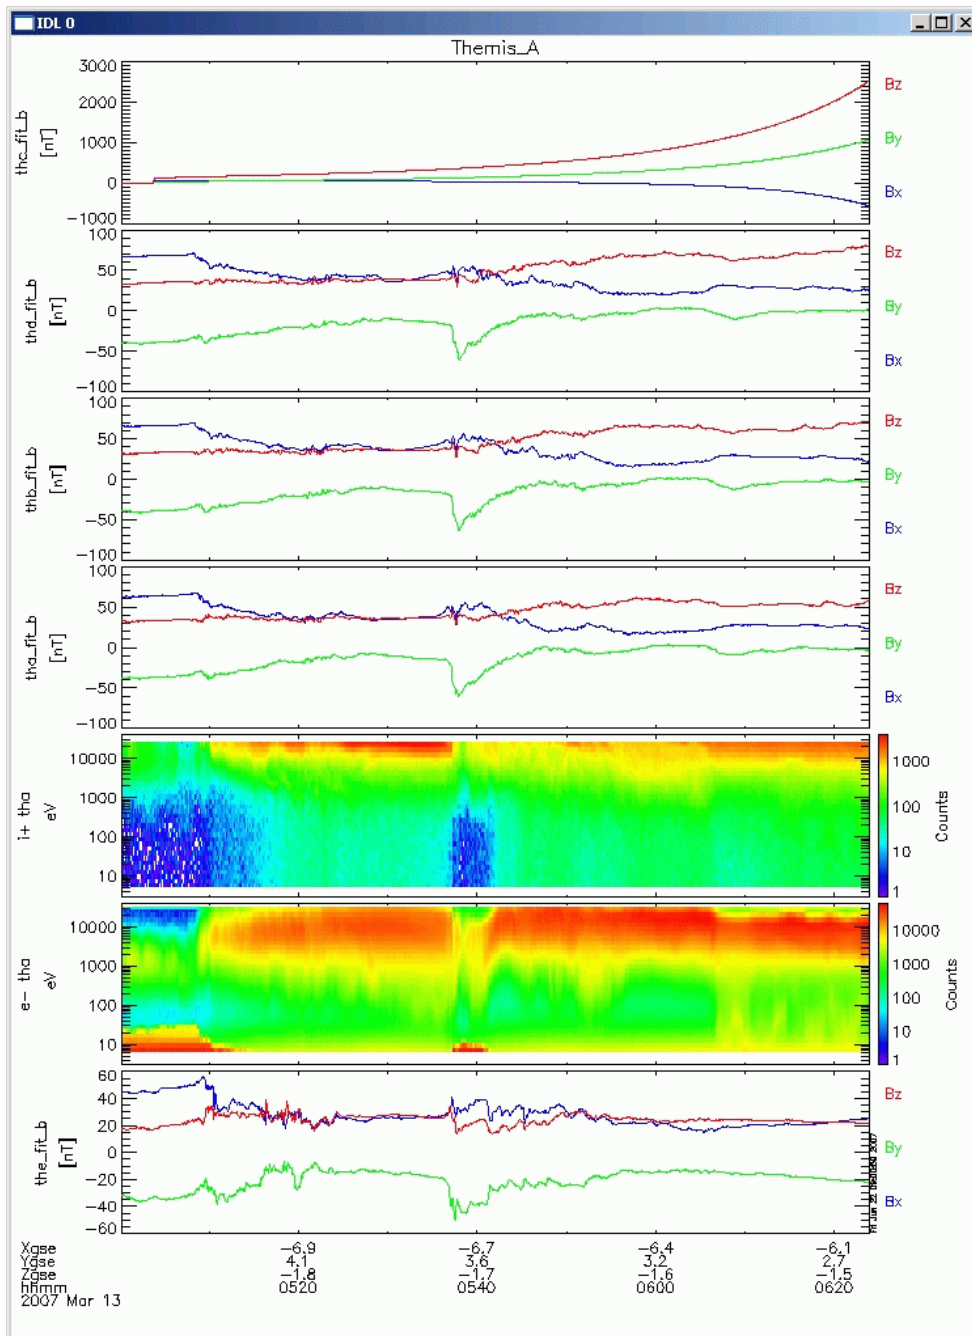 IDL 0
Themis_A
3000
2000
1000
0
-1000
thc_fit_b
[nT]
Bz
By
Bx
100
50
0
-50
-100
thd_fit_b
[nT]
Bz
By
Bx
100
50
0
-50
-100
thb_fit_b
[nT]
Bz
By
Bx
100
50
0
-50
-100
tha_fit_b
[nT]
Bz
By
Bx
10000
1000
100
10
i+ tha
eV
1000
100
10
1
Counts
10000
1000
100
10
e- tha
eV
10000
1000
100
10
1
Counts
60
40
20
0
-20
-40
-60
the_fit_b
[nT]
Bz
By
Bx
Xgse -6.9 -6.7 -6.4 -6.1
Ygse 4.1 3.6 3.2 2.7
Zgse -1.8 -1.7 -1.6 -1.5
hhmm 0520 0540 0600 0620
2007 Mar 13